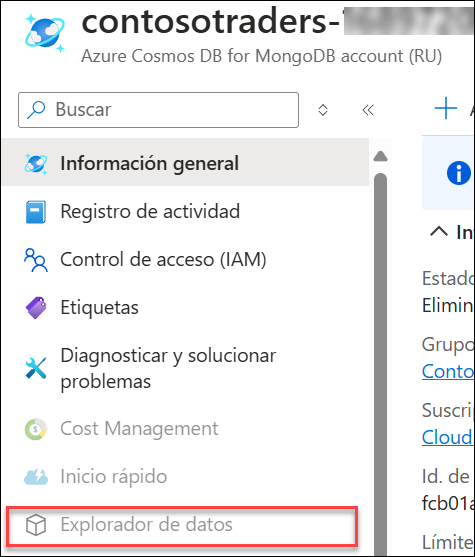 contosotraders-
Azure Cosmos DB for MongoDB account (RU)
Buscar
Información general
Registro de actividad
Control de acceso (IAM)
Etiquetas
Diagnosticar y solucionar
problemas
Cost Management
Inicio rápido
Explorador de datos
In
Estado
Elimin
Grupo
Conto
Suscri
Cloud
Id. de
fcb01a
Límite